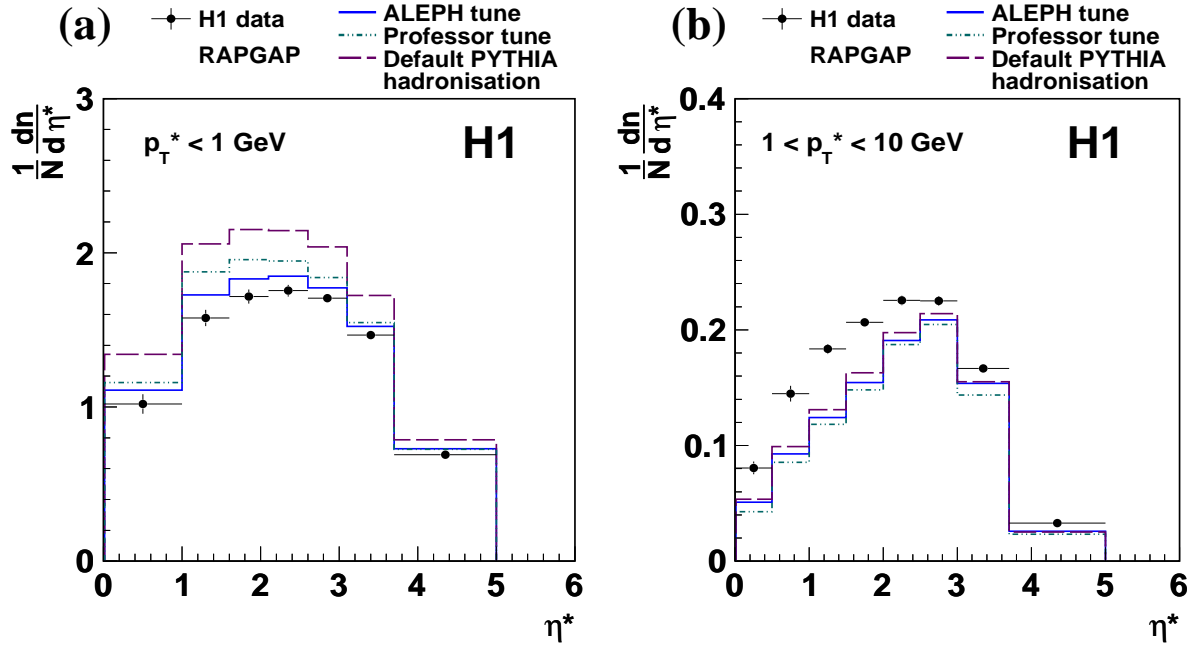 (a)
H1 data
RAPGAP
ALEPH tune
Professor tune
Default PYTHIA
hadronisation
1/N dn/dη*
p_T* < 1 GeV
H1
3
2
1
0
0 1 2 3 4 5 6
η*
(b)
H1 data
RAPGAP
ALEPH tune
Professor tune
Default PYTHIA
hadronisation
1/N dn/dη*
1 < p_T* < 10 GeV
H1
0.4
0.3
0.2
0.1
0
0 1 2 3 4 5 6
η*